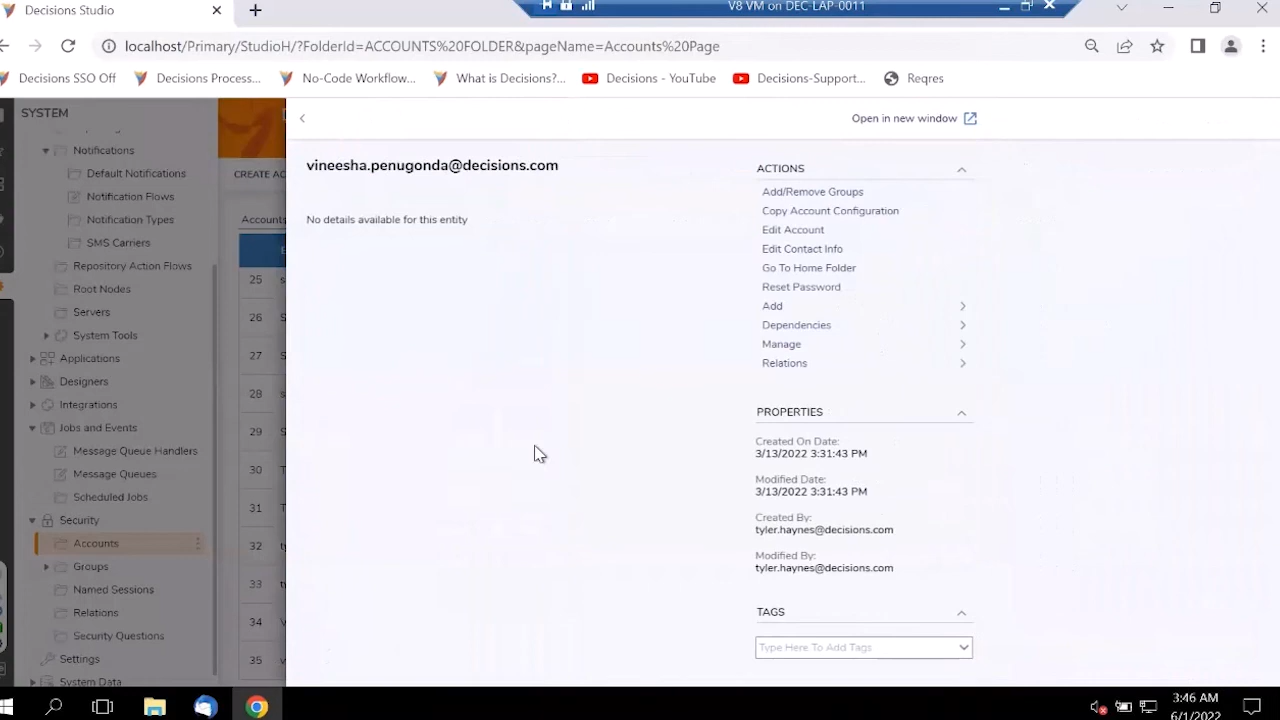 Decisions Studio
V8 VM on DEC-LAP-0011
localhost/Primary/StudioH/?FolderId=ACCOUNTS%20FOLDER&pageName=Accounts%20Page
Decisions SSO Off
Decisions Process...
No-Code Workflow...
What is Decisions?...
Decisions - YouTube
Decisions-Support...
Reqres
SYSTEM
Notifications
Default Notifications
Notification Flows
Notification Types
SMS Carriers
Repository Action Flows
Root Nodes
Servers
System Tools
Applications
Designers
Integrations
Jobs and Events
Message Queue Handlers
Message Queues
Scheduled Jobs
Security
Accounts
Groups
Named Sessions
Relations
Security Questions
Settings
System Data
CREATE AC
Accounts
25
26
27
28
29
30
31
32
33
34
35
Open in new window
vineesha.penugonda@decisions.com
No details available for this entity
ACTIONS
Add/Remove Groups
Copy Account Configuration
Edit Account
Edit Contact Info
Go To Home Folder
Reset Password
Add
Dependencies
Manage
Relations
PROPERTIES
Created On Date:
3/13/2022 3:31:43 PM
Modified Date:
3/13/2022 3:31:43 PM
Created By:
tyler.haynes@decisions.com
Modified By:
tyler.haynes@decisions.com
TAGS
Type Here To Add Tags
3:46 AM
6/1/2022